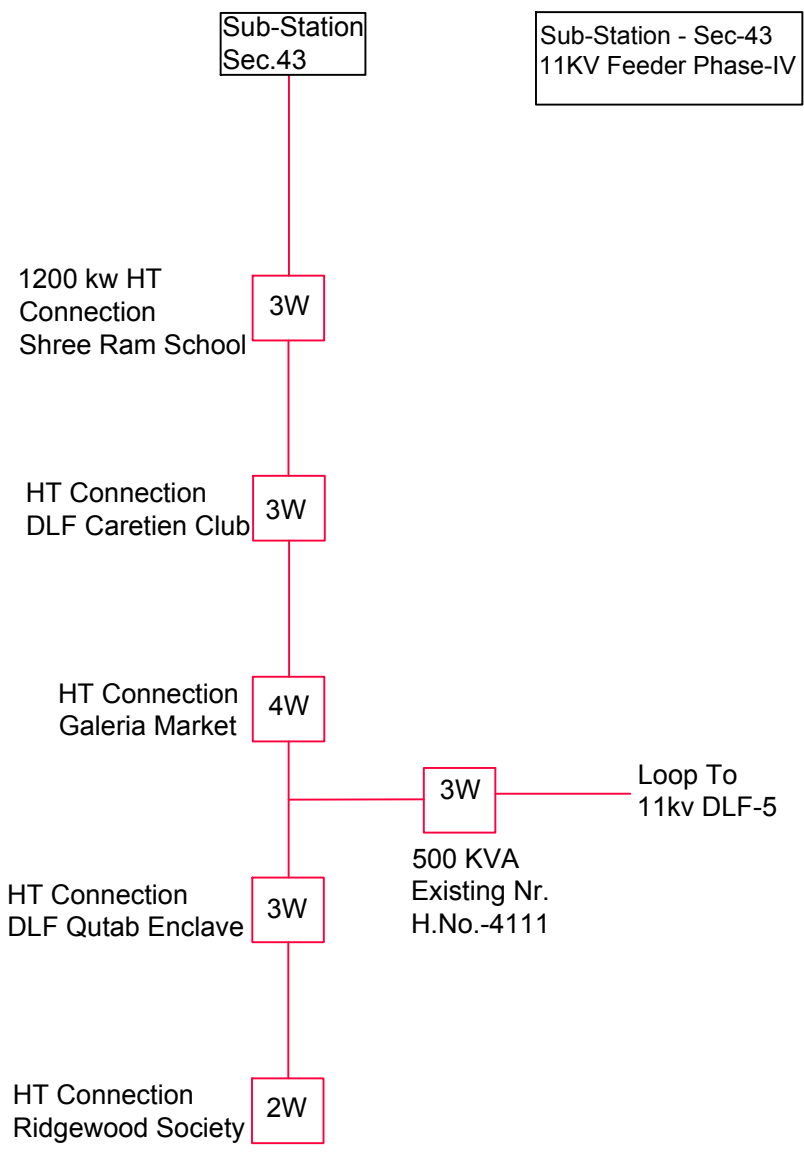 Sub-Station
Sec.43
Sub-Station - Sec-43
11KV Feeder Phase-IV
1200 kw HT
Connection
Shree Ram School
3W
HT Connection
DLF Caretien Club
3W
HT Connection
Galeria Market
4W
3W
Loop To
11kv DLF-5
500 KVA
Existing Nr.
H.No.-4111
HT Connection
DLF Qutab Enclave
3W
HT Connection
Ridgewood Society
2W